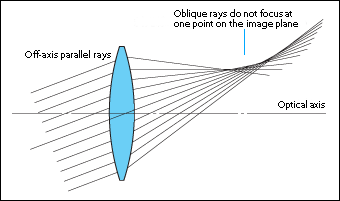 Oblique rays do not focus at
one point on the image plane
Off-axis parallel rays
Optical axis